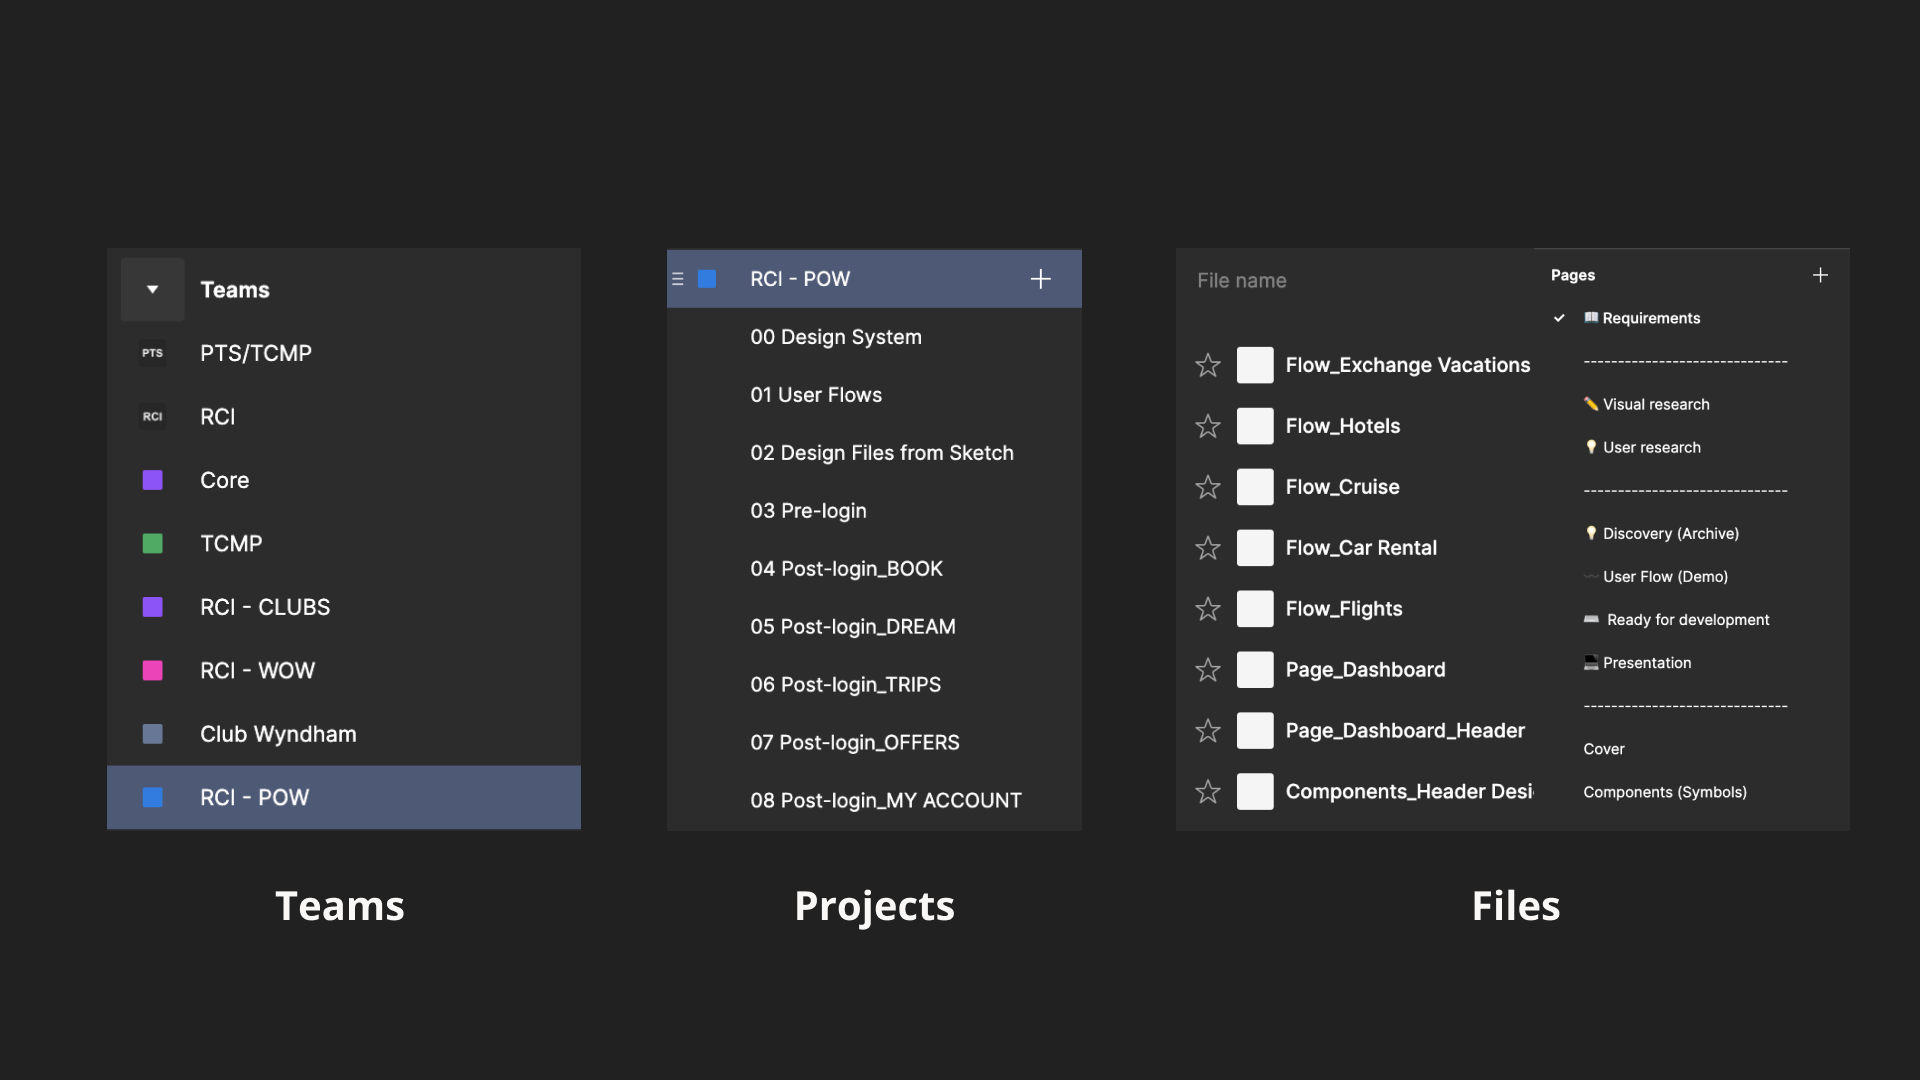 Teams
PTS PTS/TCMP
RCI RCI
Core
TCMP
RCI - CLUBS
RCI - WOW
Club Wyndham
RCI - POW
Teams
RCI - POW
00 Design System
01 User Flows
02 Design Files from Sketch
03 Pre-login
04 Post-login_BOOK
05 Post-login_DREAM
06 Post-login_TRIPS
07 Post-login_OFFERS
08 Post-login_MY ACCOUNT
Projects
File name
Flow_Exchange Vacations
Flow_Hotels
Flow_Cruise
Flow_Car Rental
Flow_Flights
Page_Dashboard
Page_Dashboard_Header
Components_Header Desi
Pages
Requirements
------------------------------
Visual research
User research
------------------------------
Discovery (Archive)
User Flow (Demo)
Ready for development
Presentation
------------------------------
Cover
Components (Symbols)
Files